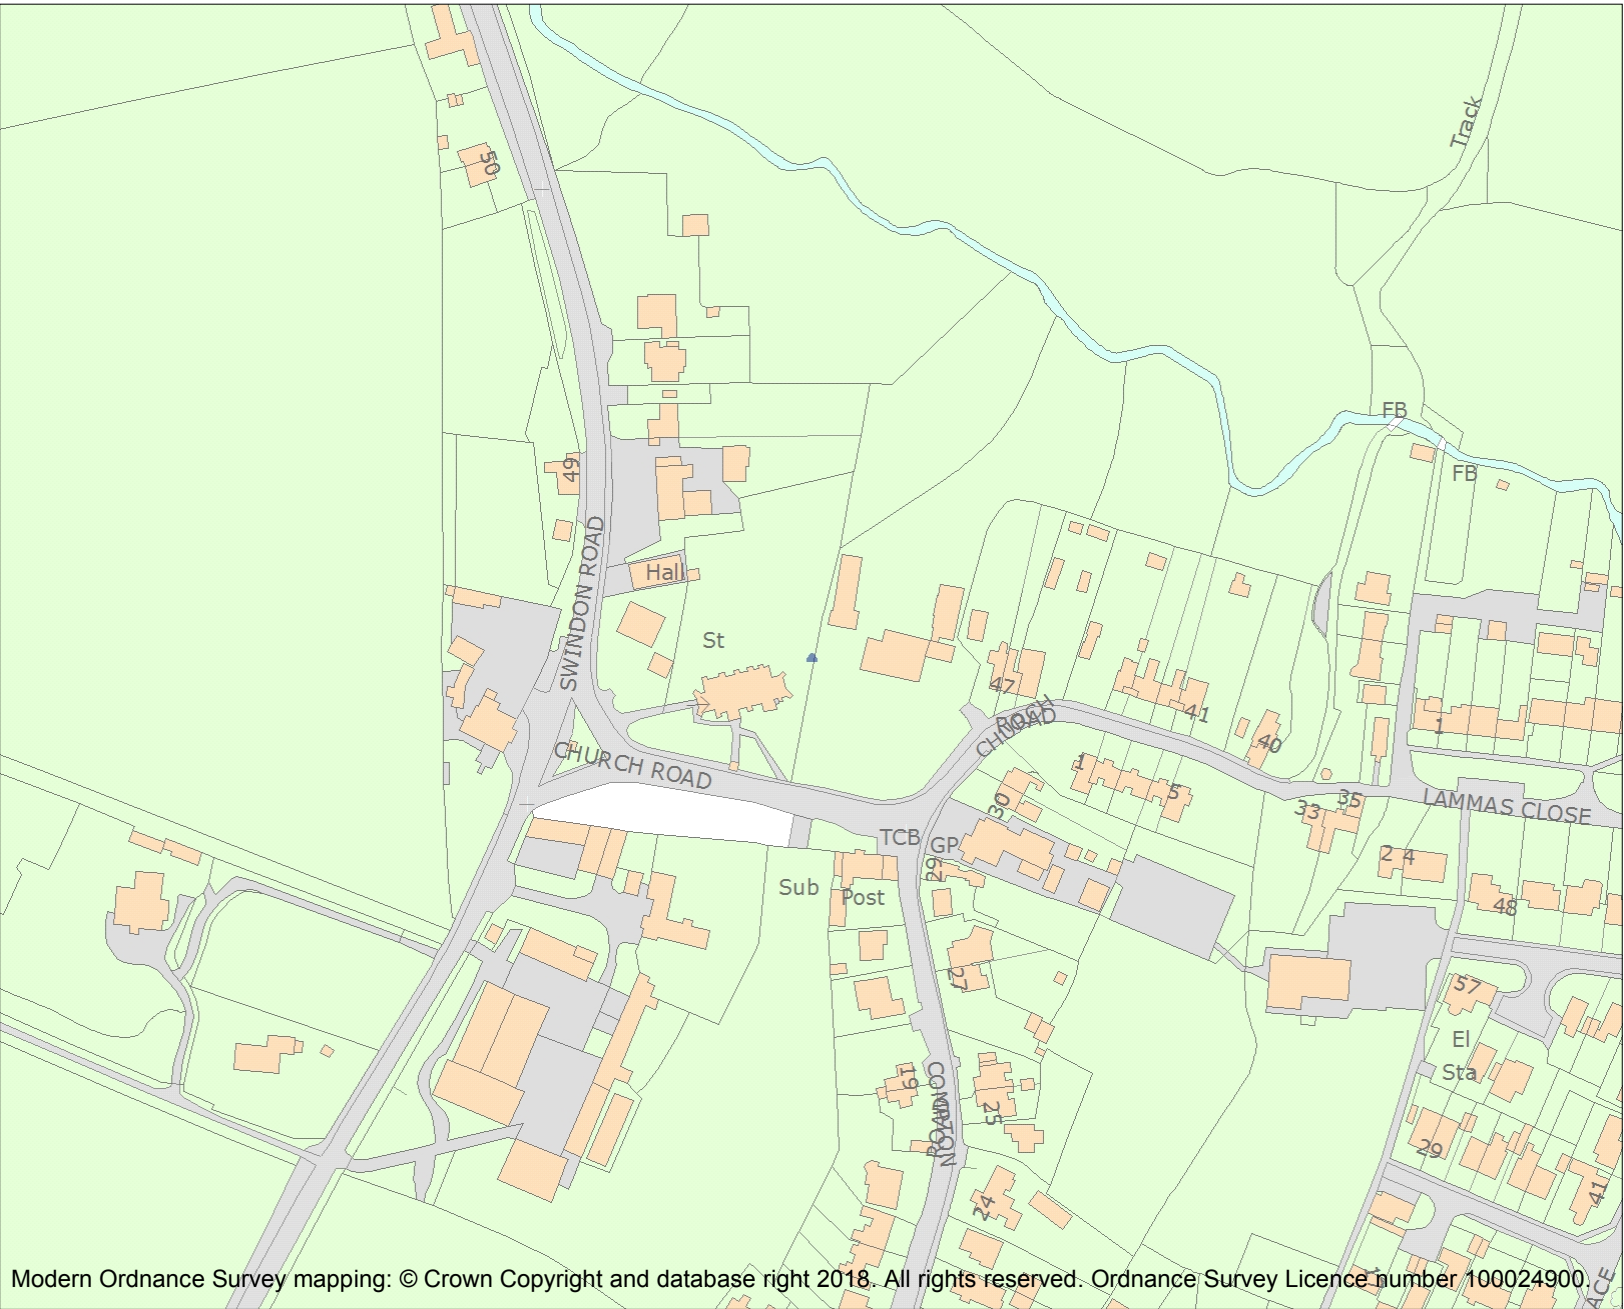 Track
50
FB
FB
49
SWINDON ROAD
Hall
St
47
41
CHURCH
ROAD
40
1
CHURCH ROAD
1
5
30
33
35
LAMMAS CLOSE
TCB
GP
29
2
4
Sub
Post
48
27
57
El
Sta
19
COMPTON
ROAD
25
29
24
41
Modern Ordnance Survey mapping: © Crown Copyright and database right 2018. All rights reserved. Ordnance Survey Licence number 100024900.
ACE